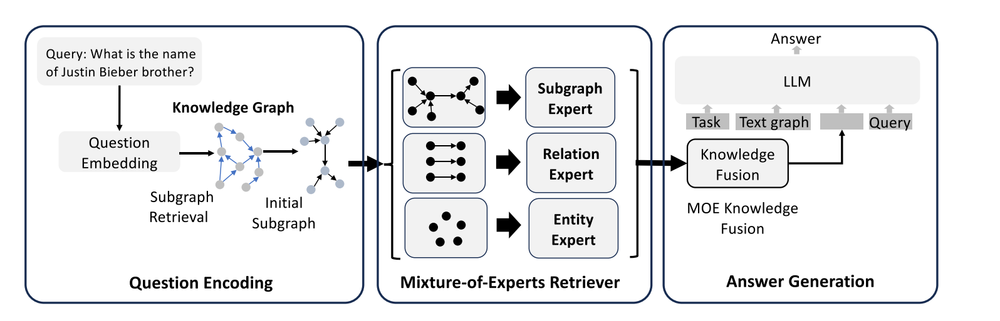 Query: What is the name
of Justin Bieber brother?
Knowledge Graph
Question
Embedding
Subgraph
Retrieval
Initial
Subgraph
Question Encoding
Subgraph
Expert
Relation
Expert
Entity
Expert
Mixture-of-Experts Retriever
Answer
LLM
Task
Text graph
Query
Knowledge
Fusion
MOE Knowledge
Fusion
Answer Generation